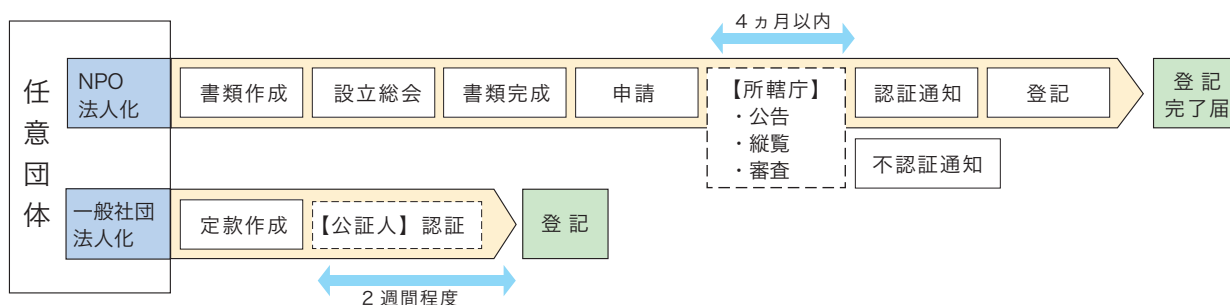 4ヵ月以内
任意団体
NPO
法人化
書類作成
設立総会
書類完成
申請
【所轄庁】
・公告
・縦覧
・審査
認証通知
登記
登記
完了届
不認証通知
一般社団
法人化
定款作成
【公証人】認証
登記
2週間程度